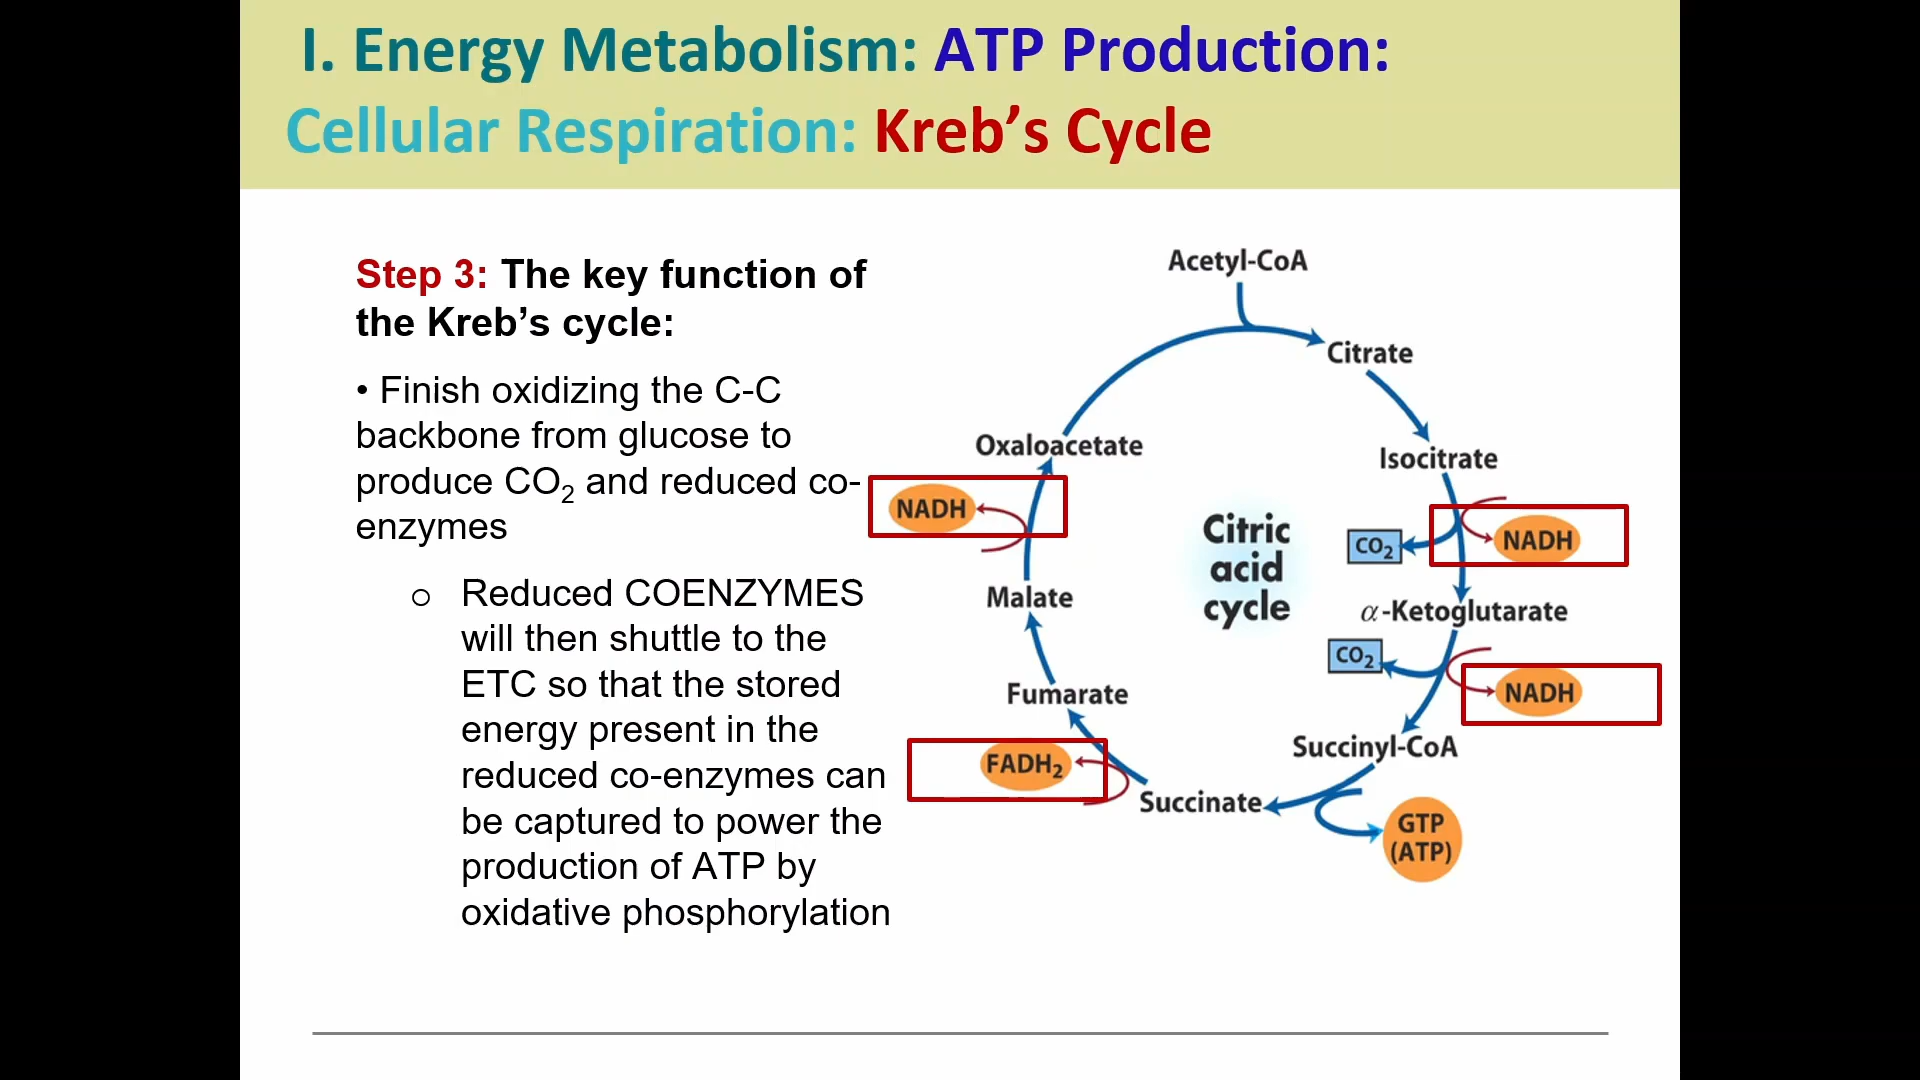 I. Energy Metabolism: ATP Production:
Cellular Respiration: Kreb’s Cycle
Step 3: The key function of
the Kreb’s cycle:
• Finish oxidizing the C-C
backbone from glucose to
produce CO₂ and reduced co-
enzymes
o Reduced COENZYMES
will then shuttle to the
ETC so that the stored
energy present in the
reduced co-enzymes can
be captured to power the
production of ATP by
oxidative phosphorylation
Acetyl-CoA
Citrate
Isocitrate
NADH
CO₂
α-Ketoglutarate
CO₂
NADH
Succinyl-CoA
GTP
(ATP)
Succinate
FADH₂
Fumarate
Malate
NADH
Oxaloacetate
Citric
acid
cycle